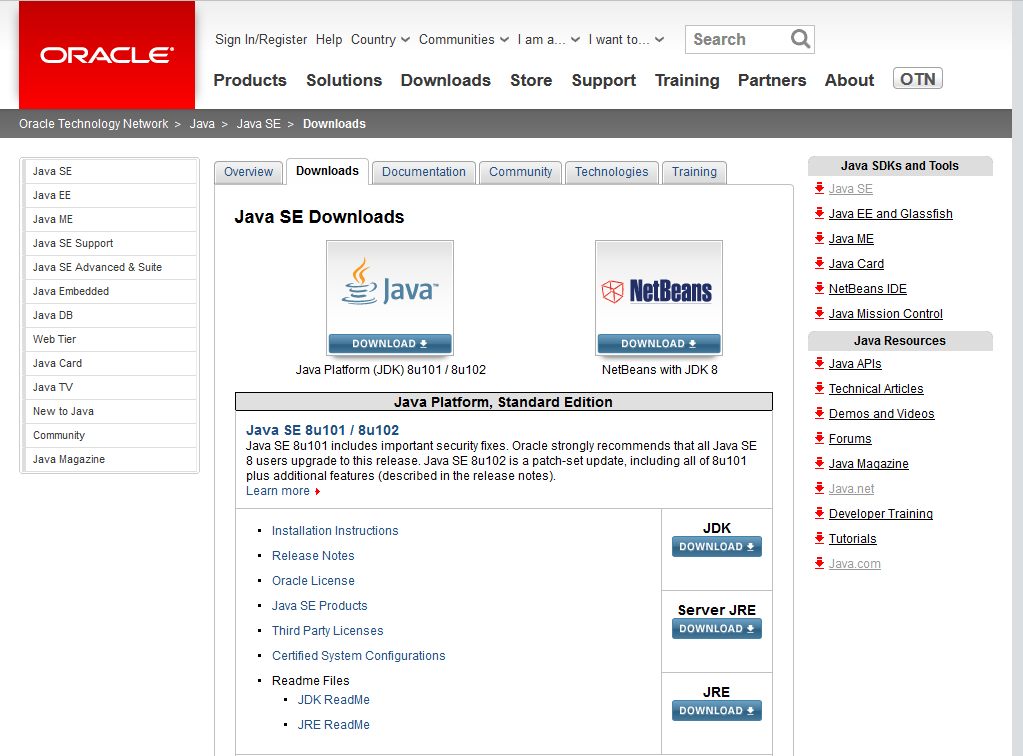 ORACLE
Sign In/Register Help Country Communities I am a... I want to... Search
Products Solutions Downloads Store Support Training Partners About OTN
Oracle Technology Network > Java > Java SE > Downloads
Java SE
Java EE
Java ME
Java SE Support
Java SE Advanced & Suite
Java Embedded
Java DB
Web Tier
Java Card
Java TV
New to Java
Community
Java Magazine
Overview Downloads Documentation Community Technologies Training
Java SE Downloads
Java™
DOWNLOAD
Java Platform (JDK) 8u101 / 8u102
NetBeans
DOWNLOAD
NetBeans with JDK 8
Java Platform, Standard Edition
Java SE 8u101 / 8u102
Java SE 8u101 includes important security fixes. Oracle strongly recommends that all Java SE
8 users upgrade to this release. Java SE 8u102 is a patch-set update, including all of 8u101
plus additional features (described in the release notes).
Learn more
Installation Instructions
Release Notes
Oracle License
Java SE Products
Third Party Licenses
Certified System Configurations
Readme Files
JDK ReadMe
JRE ReadMe
JDK
DOWNLOAD
Server JRE
DOWNLOAD
JRE
DOWNLOAD
Java SDKs and Tools
Java SE
Java EE and Glassfish
Java ME
Java Card
NetBeans IDE
Java Mission Control
Java Resources
Java APIs
Technical Articles
Demos and Videos
Forums
Java Magazine
Java.net
Developer Training
Tutorials
Java.com